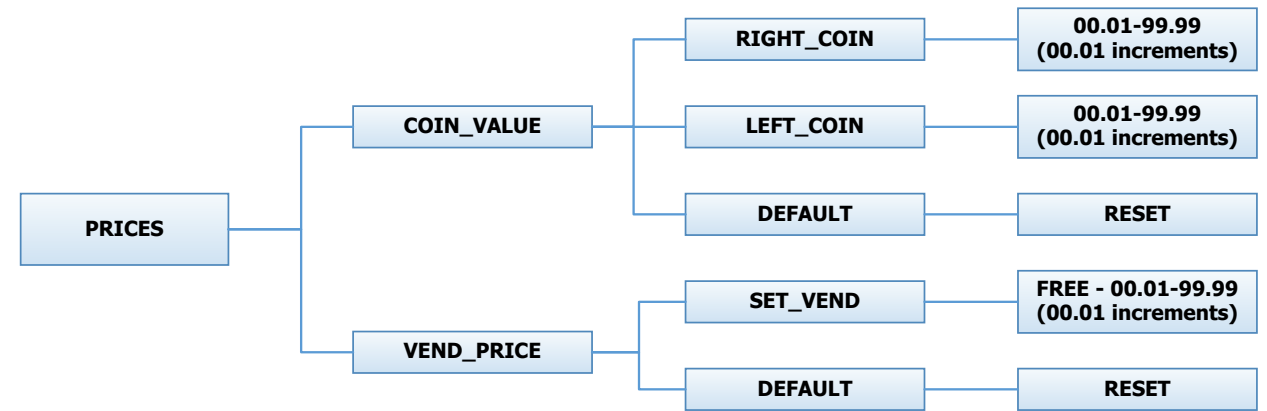 RIGHT_COIN
00.01-99.99
(00.01 increments)
COIN_VALUE
LEFT_COIN
00.01-99.99
(00.01 increments)
PRICES
DEFAULT
RESET
SET_VEND
FREE - 00.01-99.99
(00.01 increments)
VEND_PRICE
DEFAULT
RESET